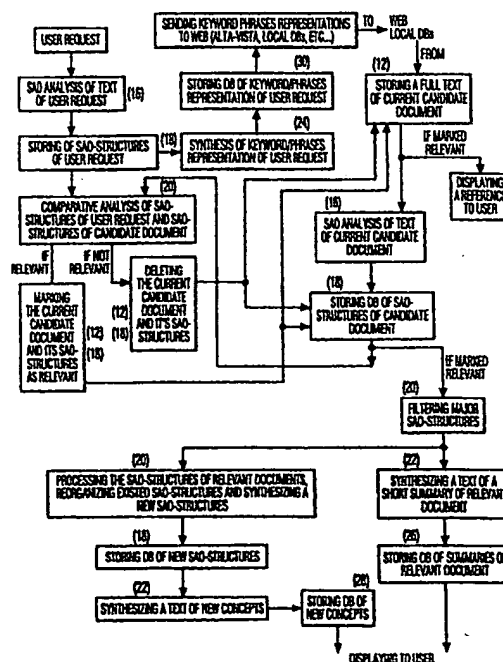 USER REQUEST
SAO ANALYSIS OF TEXT
OF USER REQUEST
(16)
STORING OF SAO-STRUCTURES
OF USER REQUEST
(18)
SENDING KEYWORD PHRASES REPRESENTATIONS
TO WEB (ALTA-VISTA, LOCAL DBs, ETC...)
TO
WEB
LOCAL DBs
FROM
(30)
STORING DB OF KEYWORD/PHRASES
REPRESENTATION OF USER REQUEST
(24)
SYNTHESIS OF KEYWORD/PHRASES
REPRESENTATION OF USER REQUEST
(12)
STORING A FULL TEXT
OF CURRENT CANDIDATE
DOCUMENT
IF MARKED
RELEVANT
DISPLAYING
A REFERENCE
TO USER
(20)
COMPARATIVE ANALYSIS OF SAO-
STRUCTURES OF USER REQUEST AND SAO-
STRUCTURES OF CANDIDATE DOCUMENT
IF
RELEVANT
IF NOT
RELEVANT
MARKING
THE CURRENT
CANDIDATE
DOCUMENT
AND ITS SAO-
STRUCTURES
AS RELEVANT
(12)
(18)
DELETING
THE CURRENT
CANDIDATE
DOCUMENT
AND IT'S SAO-
STRUCTURES
(12)
(18)
(16)
SAO ANALYSIS OF TEXT
OF CURRENT CANDIDATE
DOCUMENT
(18)
STORING DB OF SAO-
STRUCTURES OF CANDIDATE
DOCUMENT
IF MARKED
RELEVANT
(20)
FILTERING MAJOR
SAO-STRUCTURES
(20)
PROCESSING THE SAO-STRUCTURES OF RELEVANT DOCUMENTS,
REORGANIZING EXISTED SAO-STRUCTURES AND SYNTHESIZING A
NEW SAO-STRUCTURES
(22)
SYNTHESIZING A TEXT OF A
SHORT SUMMARY OF RELEVANT
DOCUMENT
(18)
STORING DB OF NEW SAO-STRUCTURES
(26)
STORING DB OF SUMMARIES OF
RELEVANT DOCUMENT
(22)
SYNTHESIZING A TEXT OF NEW CONCEPTS
(28)
STORING DB OF
NEW CONCEPTS
DISPLAYING TO USER